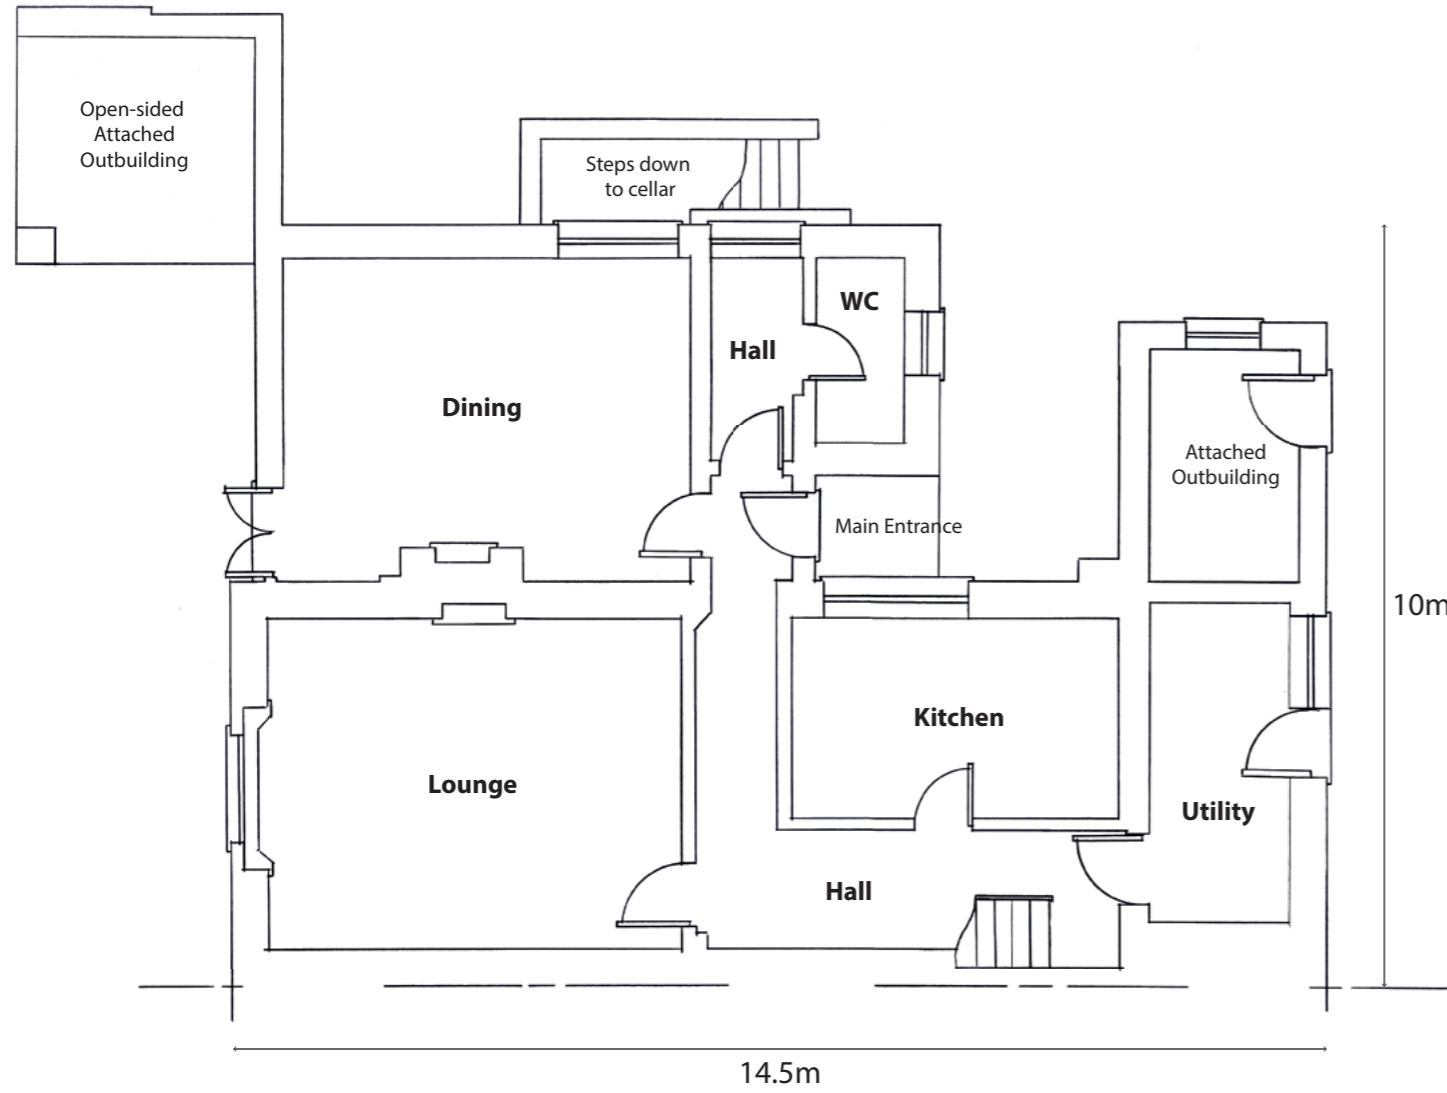 Open-sided
Attached
Outbuilding
Steps down
to cellar
WC
Hall
Dining
Attached
Outbuilding
Main Entrance
10m
Kitchen
Lounge
Utility
Hall
14.5m